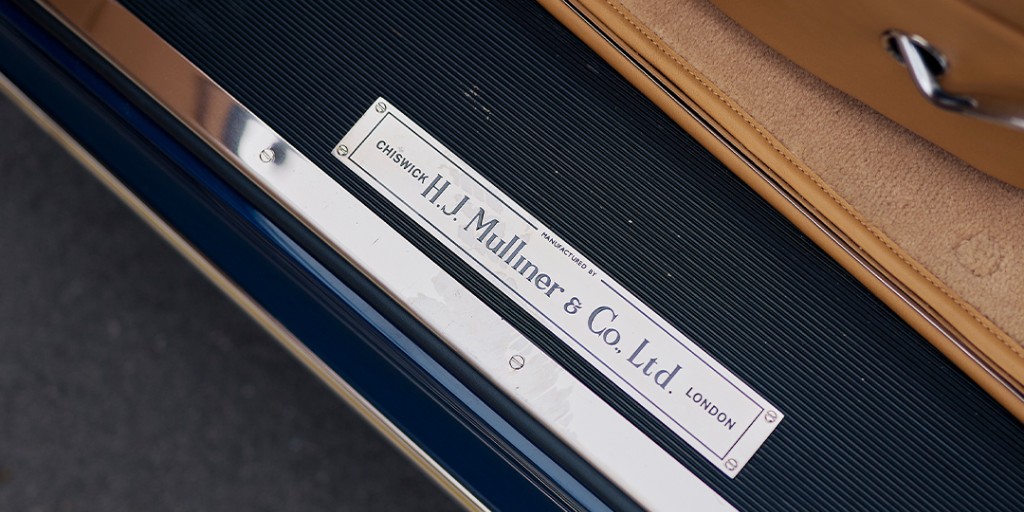 MANUFACTURED BY
CHISWICK H.J. Mulliner & Co., Ltd. LONDON